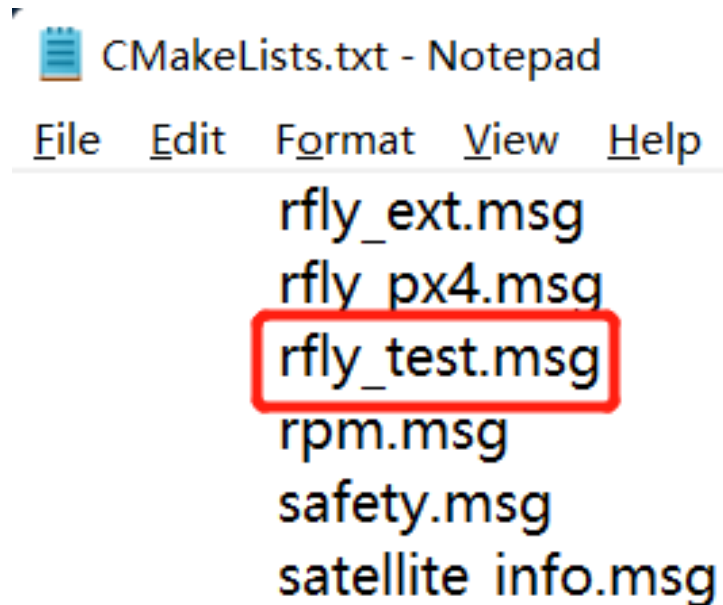 CMakeLists.txt - Notepad
File Edit Format View Help
rfly_ext.msg
rfly_px4.msg
rfly_test.msg
rpm.msg
safety.msg
satellite_info.msg